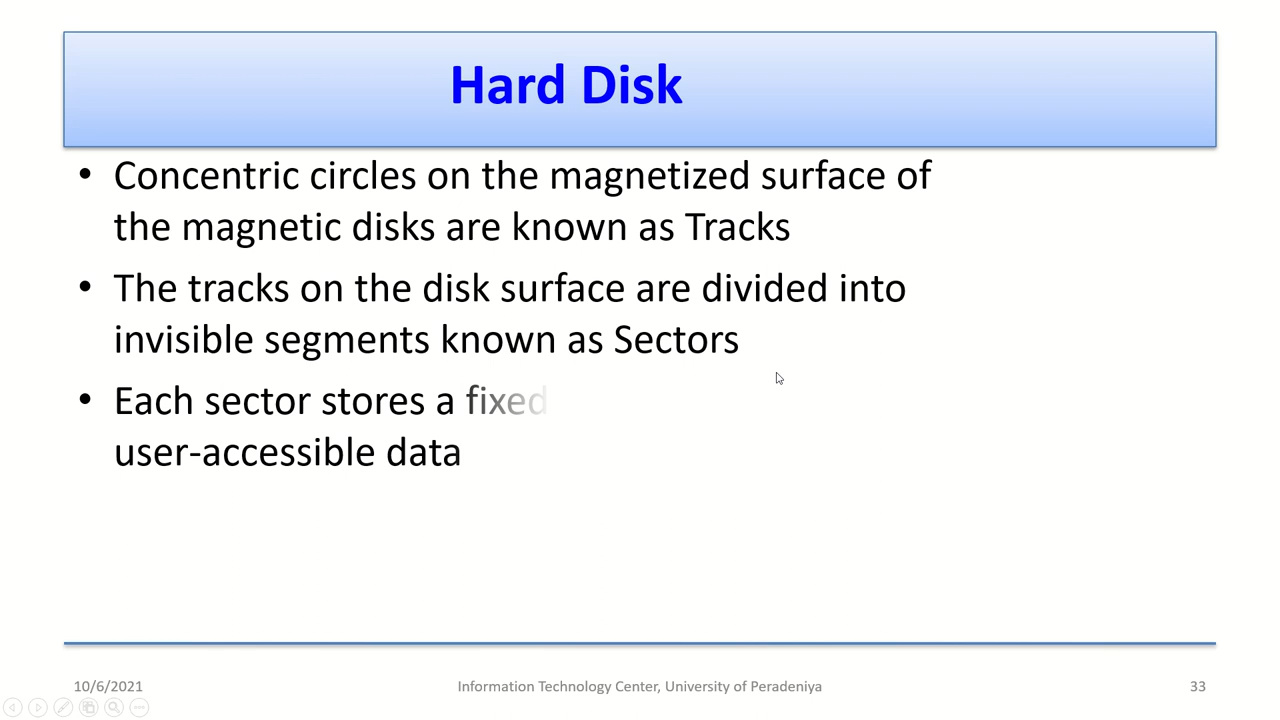 Hard Disk
• Concentric circles on the magnetized surface of
the magnetic disks are known as Tracks
• The tracks on the disk surface are divided into
invisible segments known as Sectors
• Each sector stores a fixed
user-accessible data
10/6/2021
Information Technology Center, University of Peradeniya
33